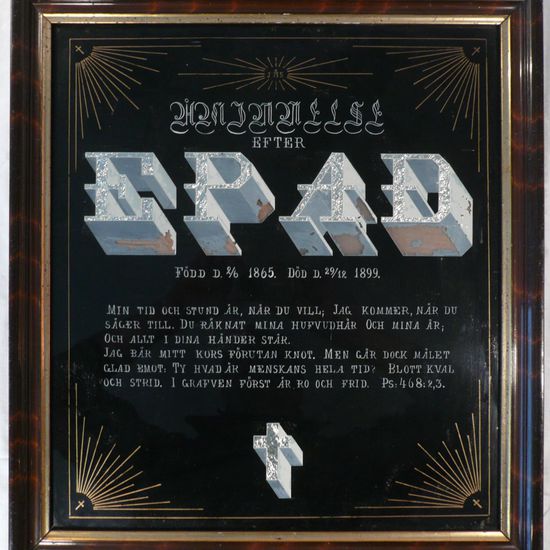 J Ä S
ÅMINNELSE
EFTER
EPAD
FÖDD D. 2/6 1865. DÖD D. 29/12 1899.
MIN TID OCH STUND ÄR, NÄR DU VILL; JAG KOMMER, NÄR DU
SÄGER TILL. DU RÄKNAT MINA HUFVUDHÅR OCH MINA ÅR;
OCH ALLT I DINA HÄNDER STÅR.
JAG BÄR MITT KORS FÖRUTAN KNOT. MEN GÅR DOCK MÅLET
GLAD EMOT: TY HVAD ÄR MENSKANS HELA TID? BLOTT KVAL
OCH STRID. I GRAFVEN FÖRST ÄR RO OCH FRID. PS: 468: 2,3.